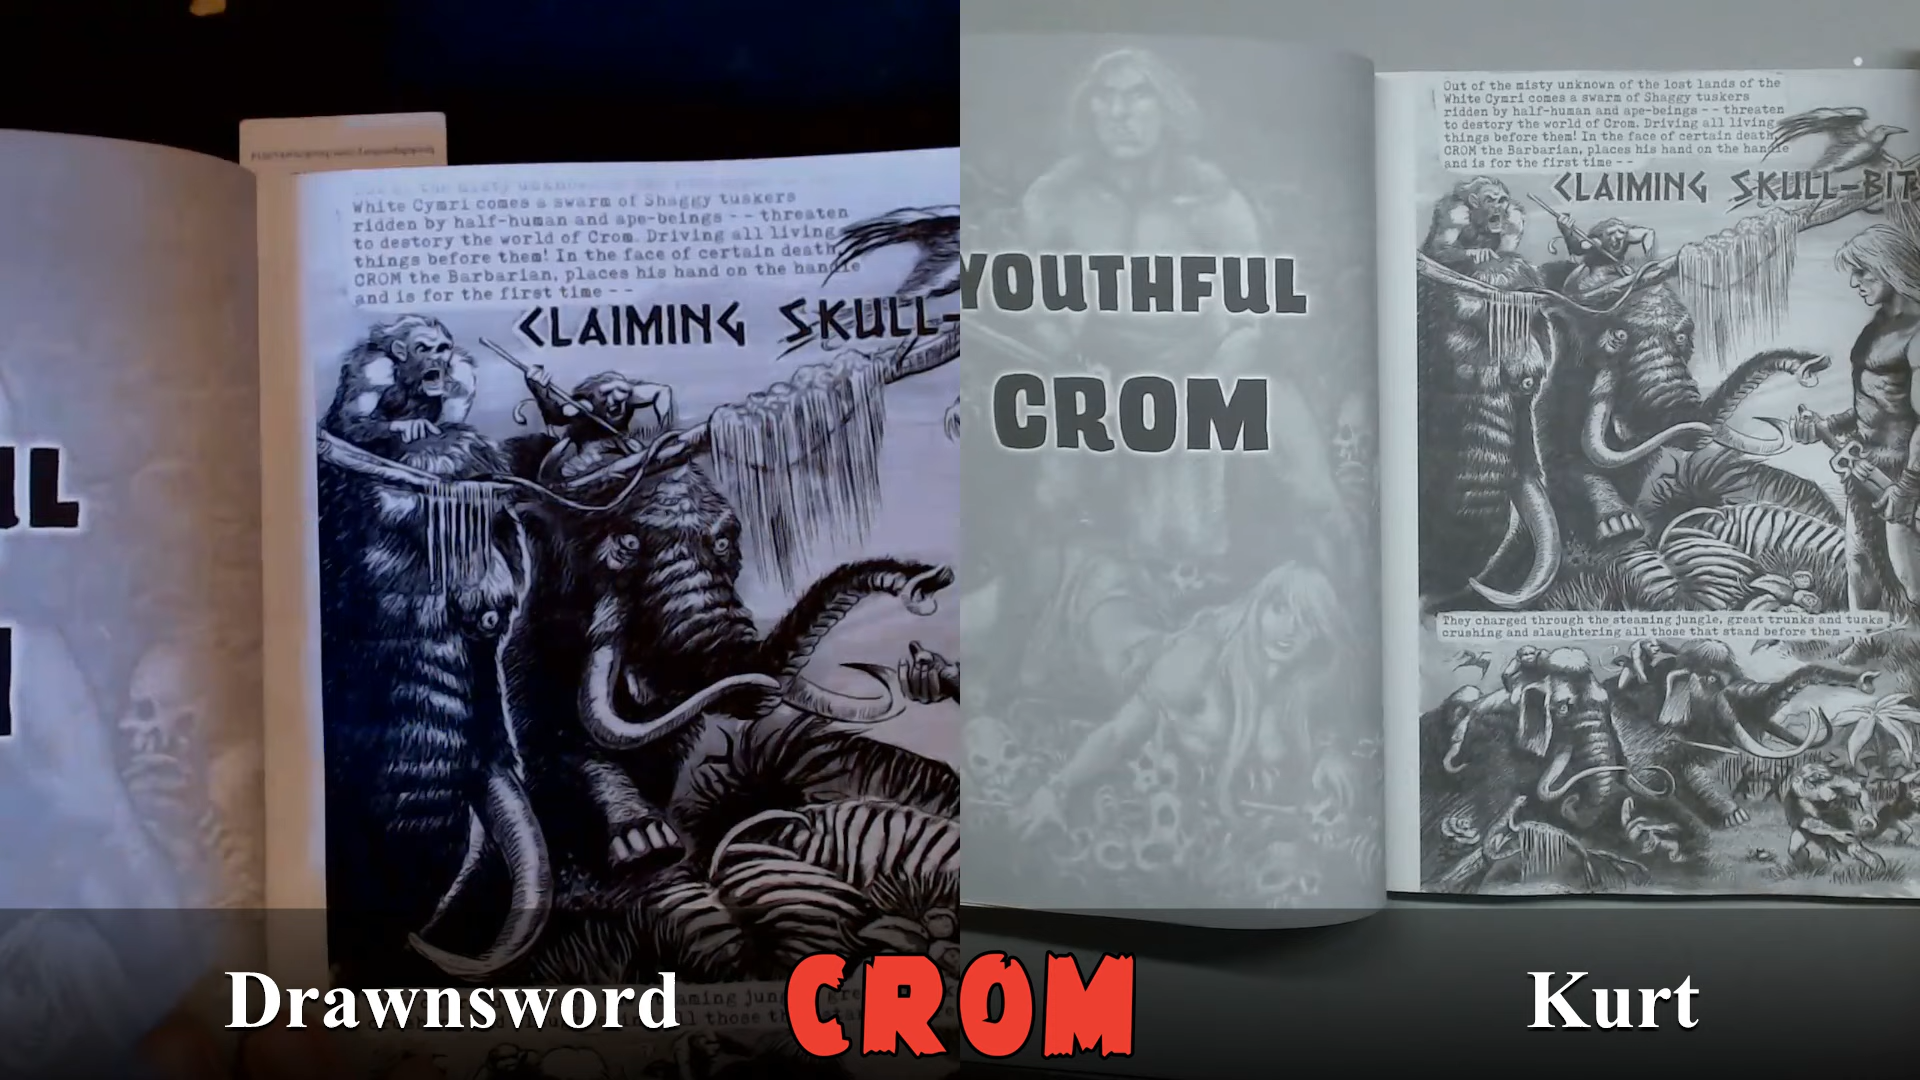 White Cymri comes a swarm of Shaggy tuskers
ridden by half-human and ape-beings -- threaten
to destory the world of Crom. Driving all living
things before them! In the face of certain death,
CROM the Barbarian, places his hand on the handle
and is for the first time --
CLAIMING SKULL-
UL
Out of the misty unknown of the lost lands of the
White Cymri comes a swarm of Shaggy tuskers
ridden by half-human and ape-beings -- threaten
to destory the world of Crom. Driving all living
things before them! In the face of certain death,
CROM the Barbarian, places his hand on the handle
and is for the first time --
CLAIMING SKULL-BIT
YOUTHFUL
CROM
They charged through the steaming jungle, great trunks and tusks
crushing and slaughtering all those that stand before them --
Drawnsword
CROM
Kurt